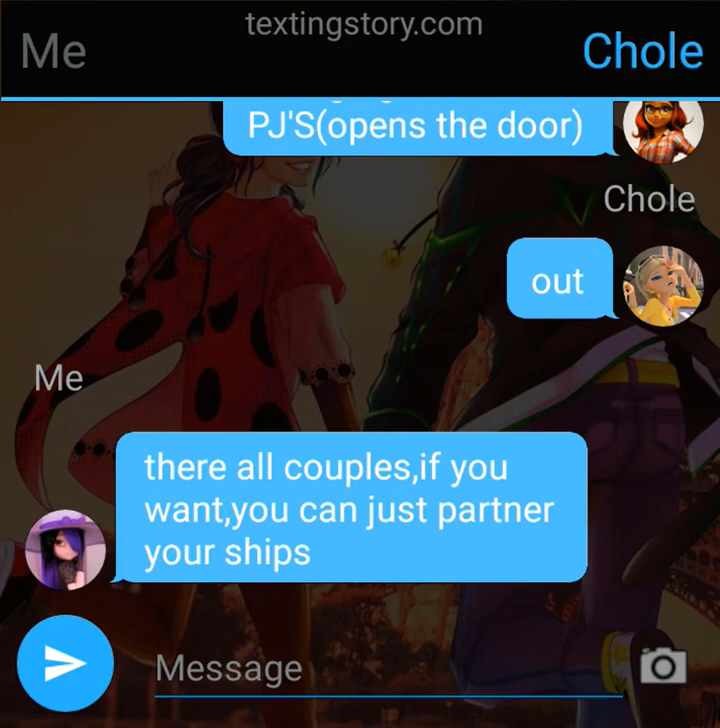 textingstory.com
Me
Chole
PJ'S(opens the door)
Chole
out
Me
there all couples,if you
want,you can just partner
your ships
Message